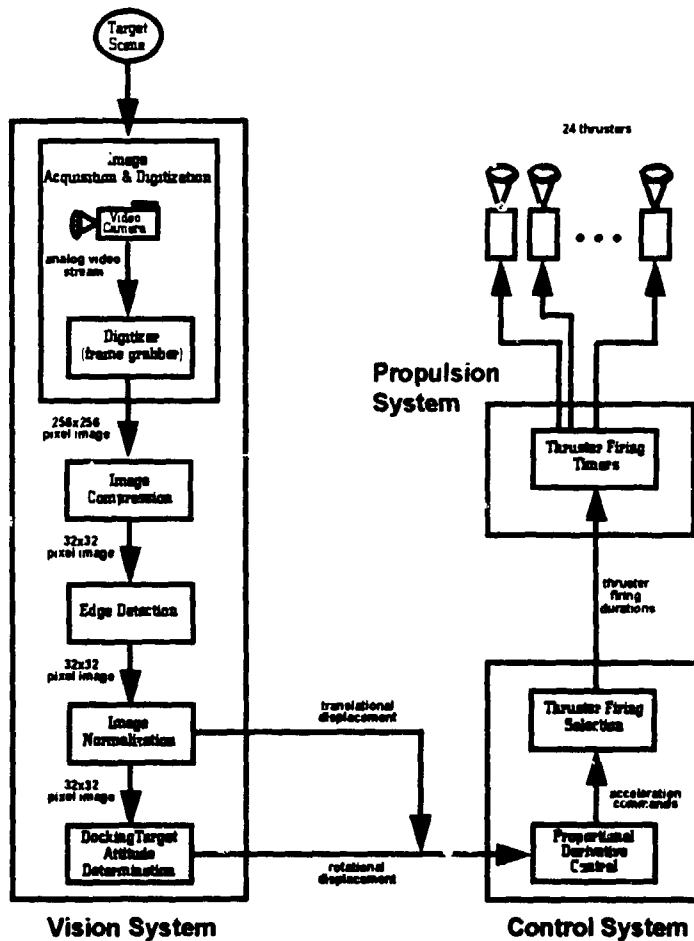 Target
Scene
Image
Acquisition & Digitization
Video
Camera
analog video
stream
Digitizer
(frame grabber)
256x256
pixel image
Image
Compression
32x32
pixel image
Edge Detection
32x32
pixel image
Image
Normalization
32x32
pixel image
Docking Target
Attitude
Determination
Vision System
translational
displacement
rotational
displacement
24 thrusters
Propulsion
System
Thruster Firing
Timers
thruster
firing
durations
Thruster Firing
Selection
acceleration
commands
Proportional
Derivative
Control
Control System